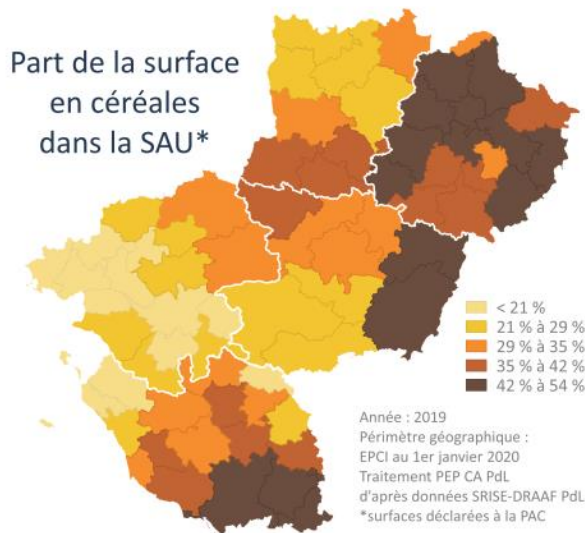 Part de la surface
en céréales
dans la SAU*
< 21 %
21 % à 29 %
29 % à 35 %
35 % à 42 %
42 % à 54 %
Année : 2019
Périmètre géographique :
EPCI au 1er janvier 2020
Traitement PEP CA PdL
d'après données SRISE-DRAAF PdL
*surfaces déclarées à la PAC